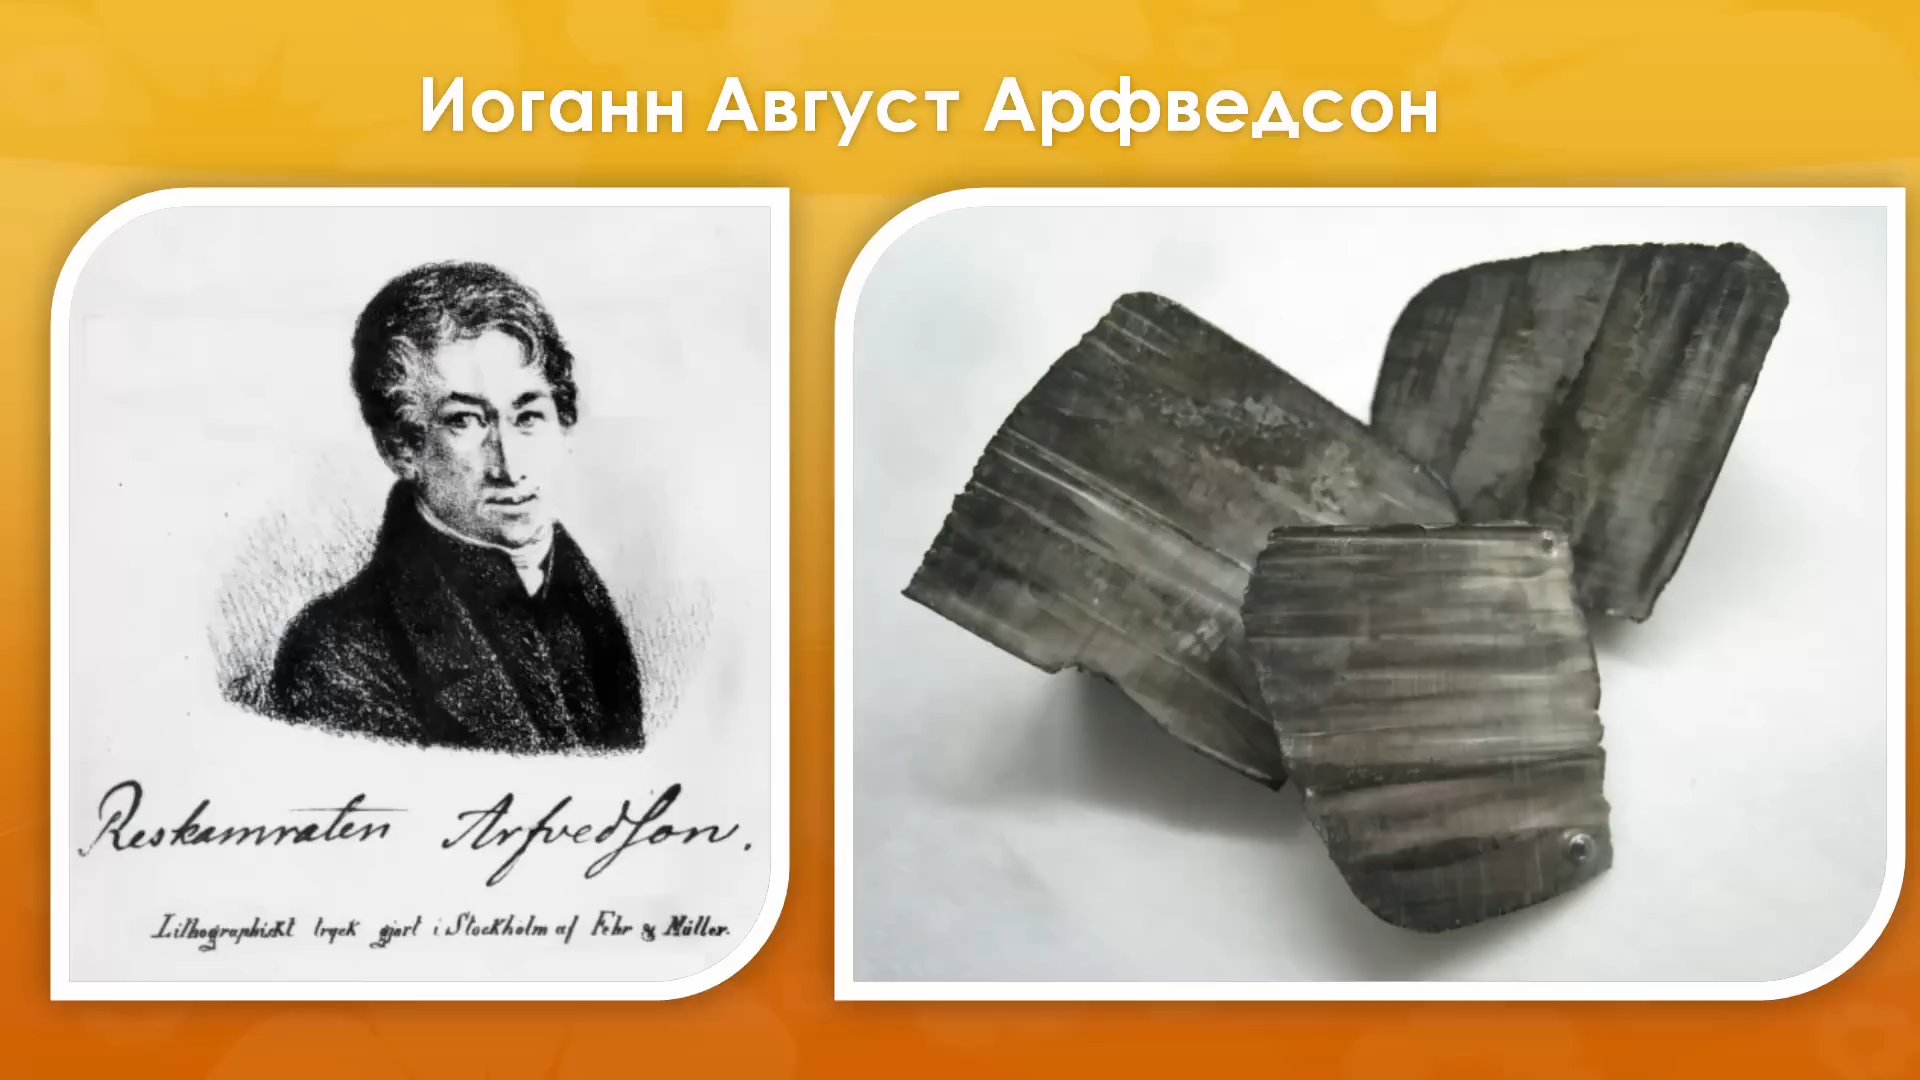 Иоганн Август Арфведсон
Reskamraten Arfvedson.
Lithographiskt tryck gjort i Stockholm af Fehr & Müller.